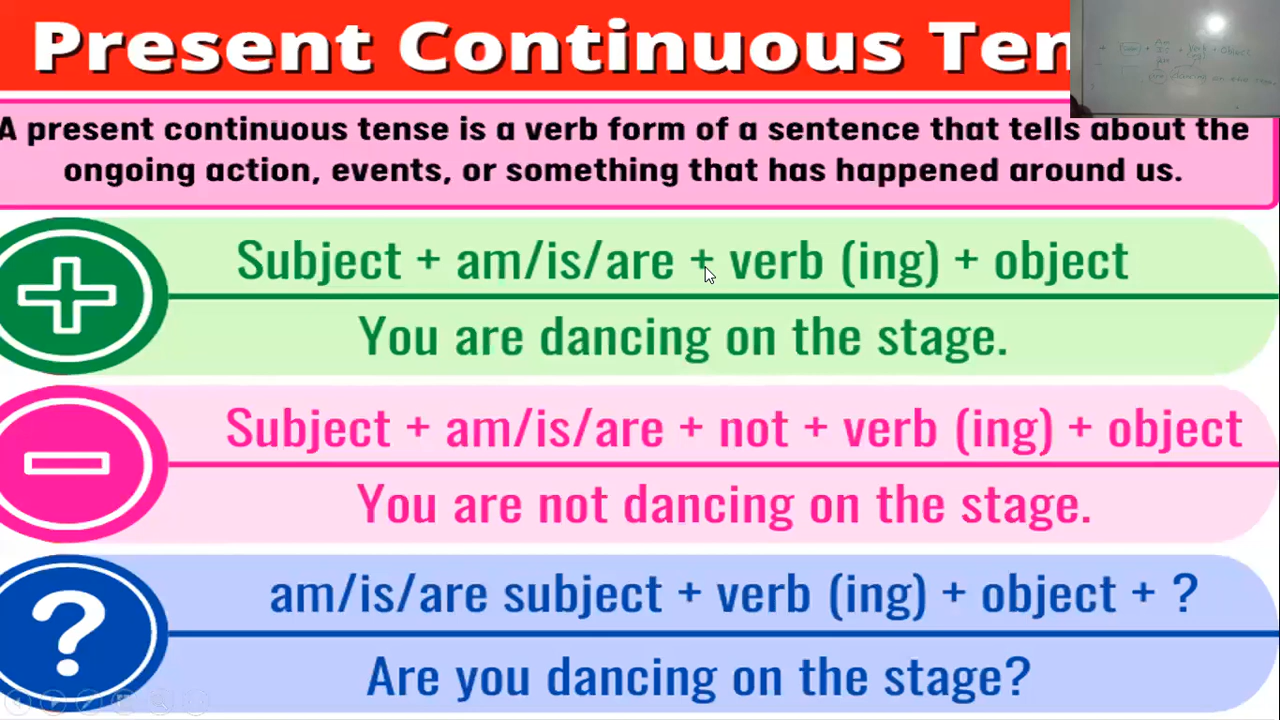 Present Continuous Ten
A present continuous tense is a verb form of a sentence that tells about the
ongoing action, events, or something that has happened around us.
Subject + am/is/are + verb (ing) + object
You are dancing on the stage.
Subject + am/is/are + not + verb (ing) + object
You are not dancing on the stage.
am/is/are subject + verb (ing) + object + ?
Are you dancing on the stage?